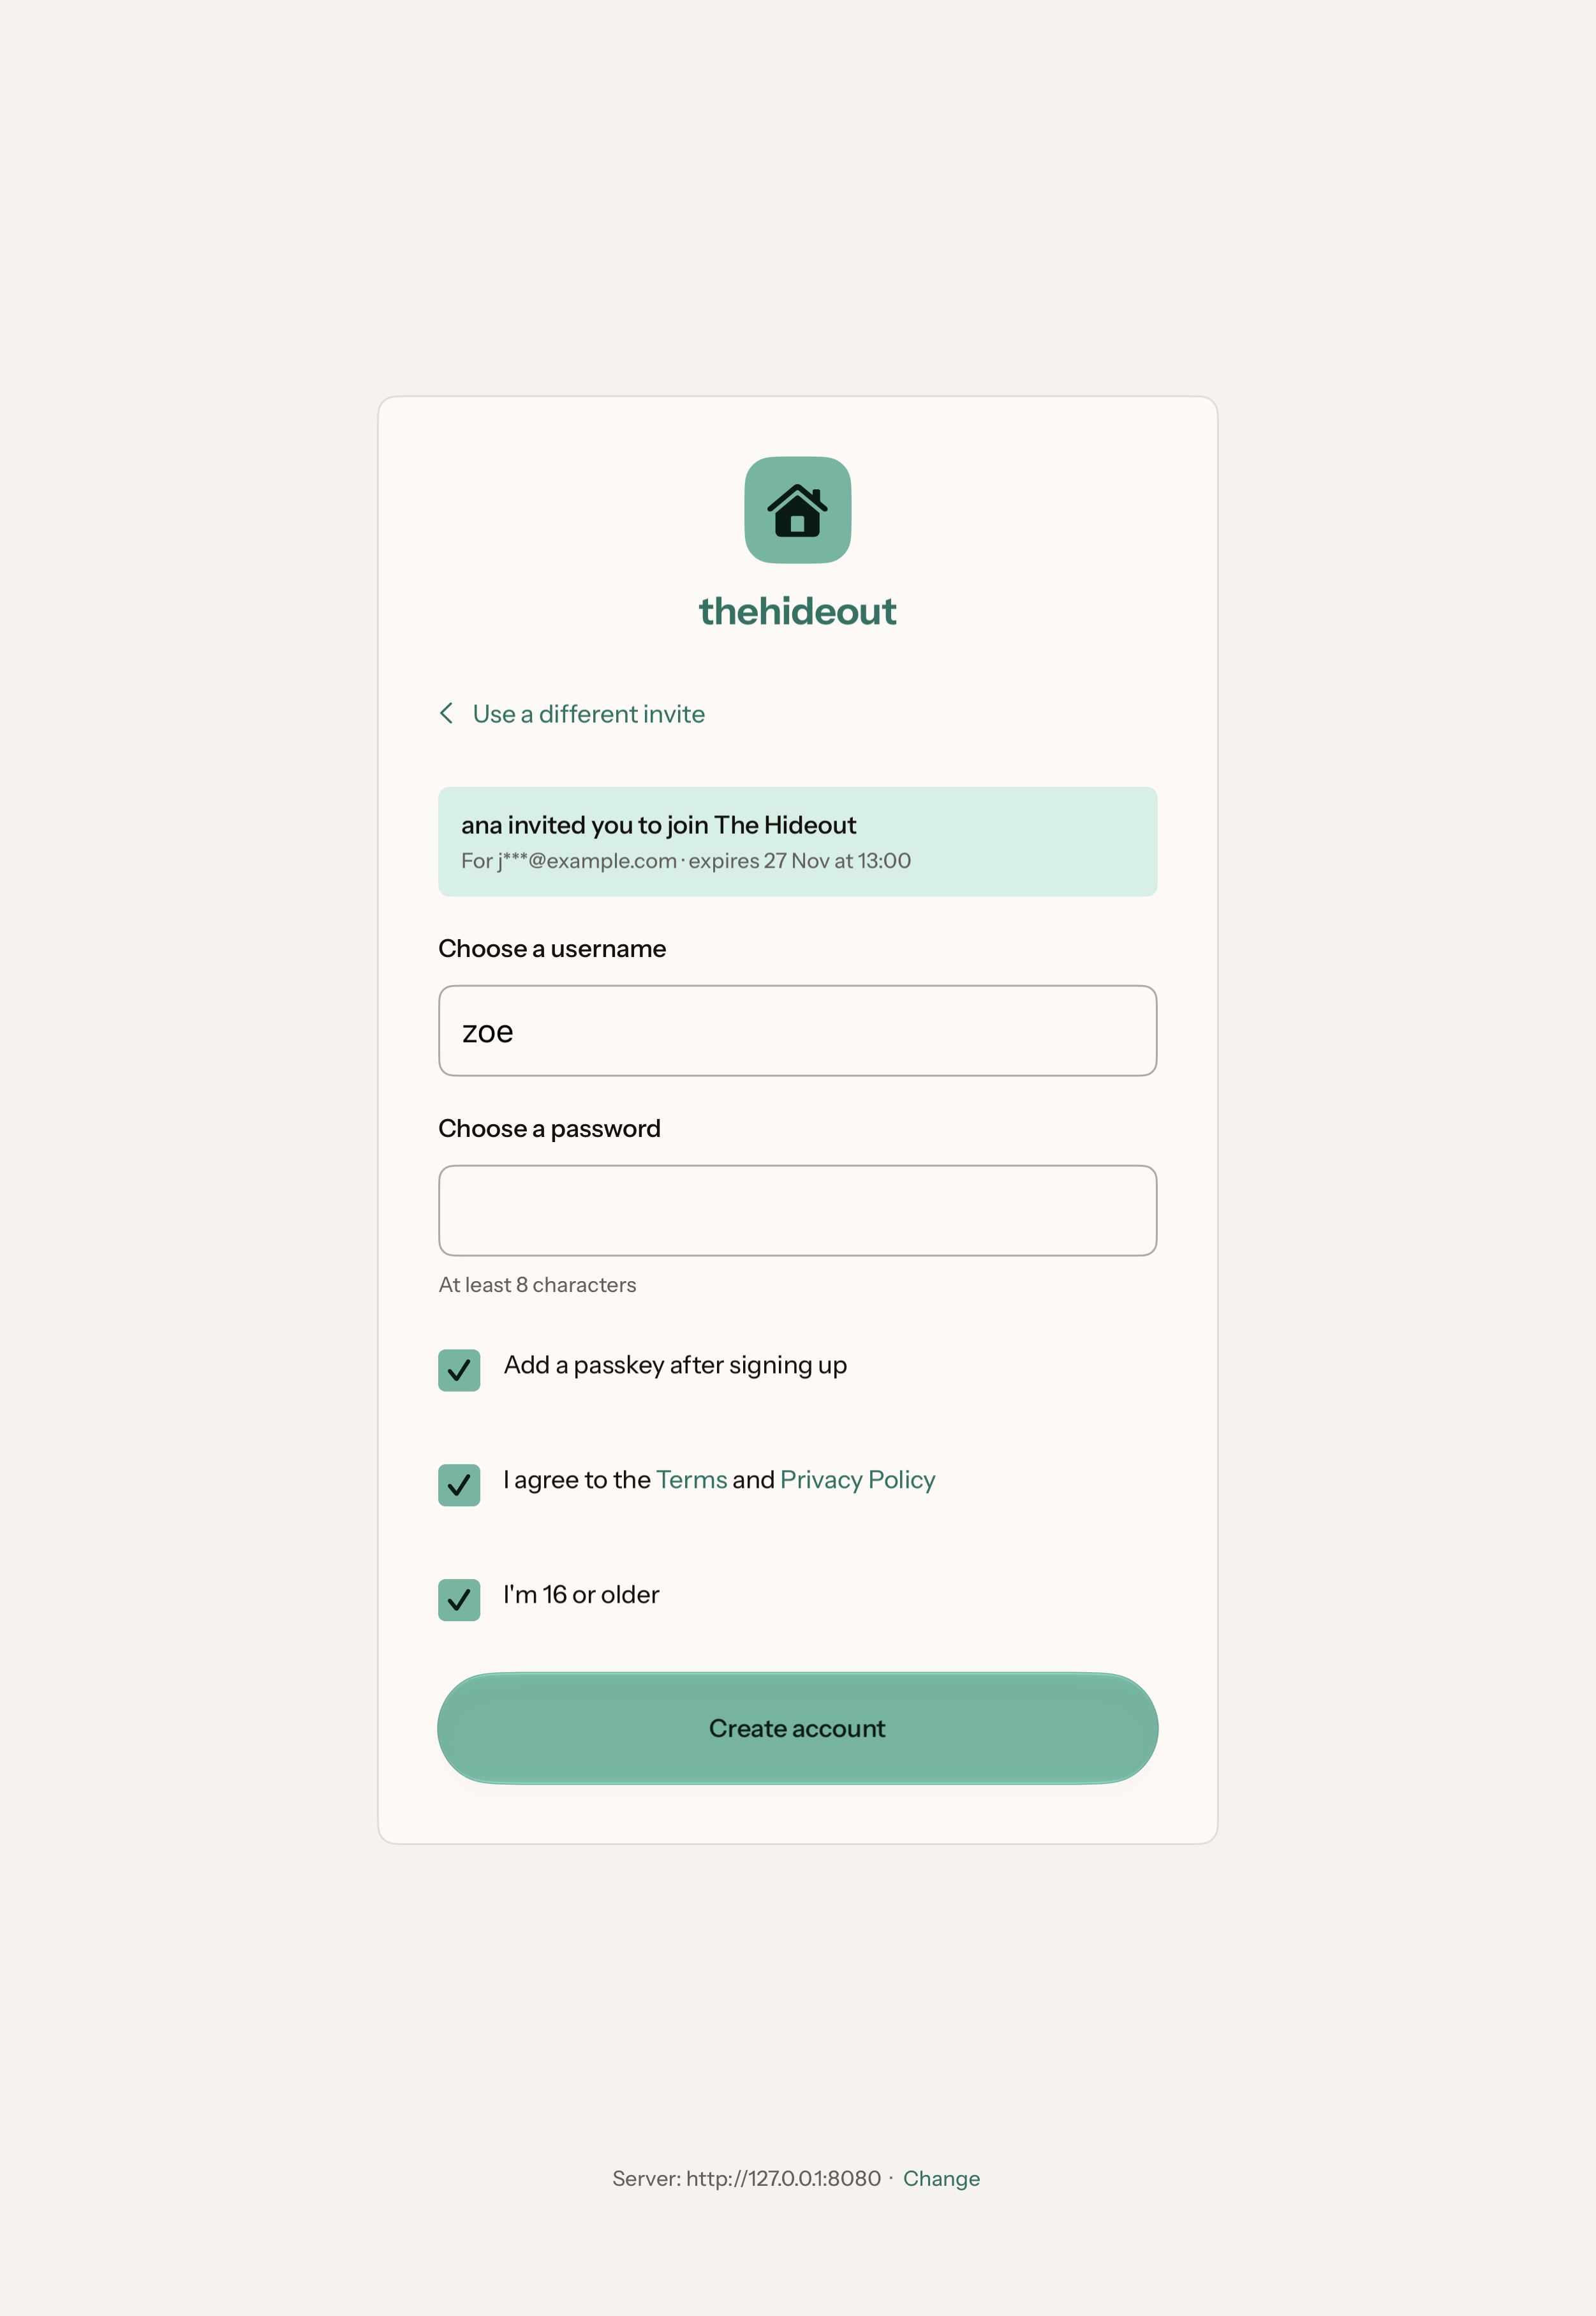 thehideout
Use a different invite
ana invited you to join The Hideout
For j***@example.com · expires 27 Nov at 13:00
Choose a username
zoe
Choose a password
At least 8 characters
Add a passkey after signing up
I agree to the Terms and Privacy Policy
I'm 16 or older
Create account
Server: http://127.0.0.1:8080 · Change